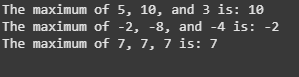 The maximum of 5, 10, and 3 is: 10
The maximum of -2, -8, and -4 is: -2
The maximum of 7, 7, 7 is: 7